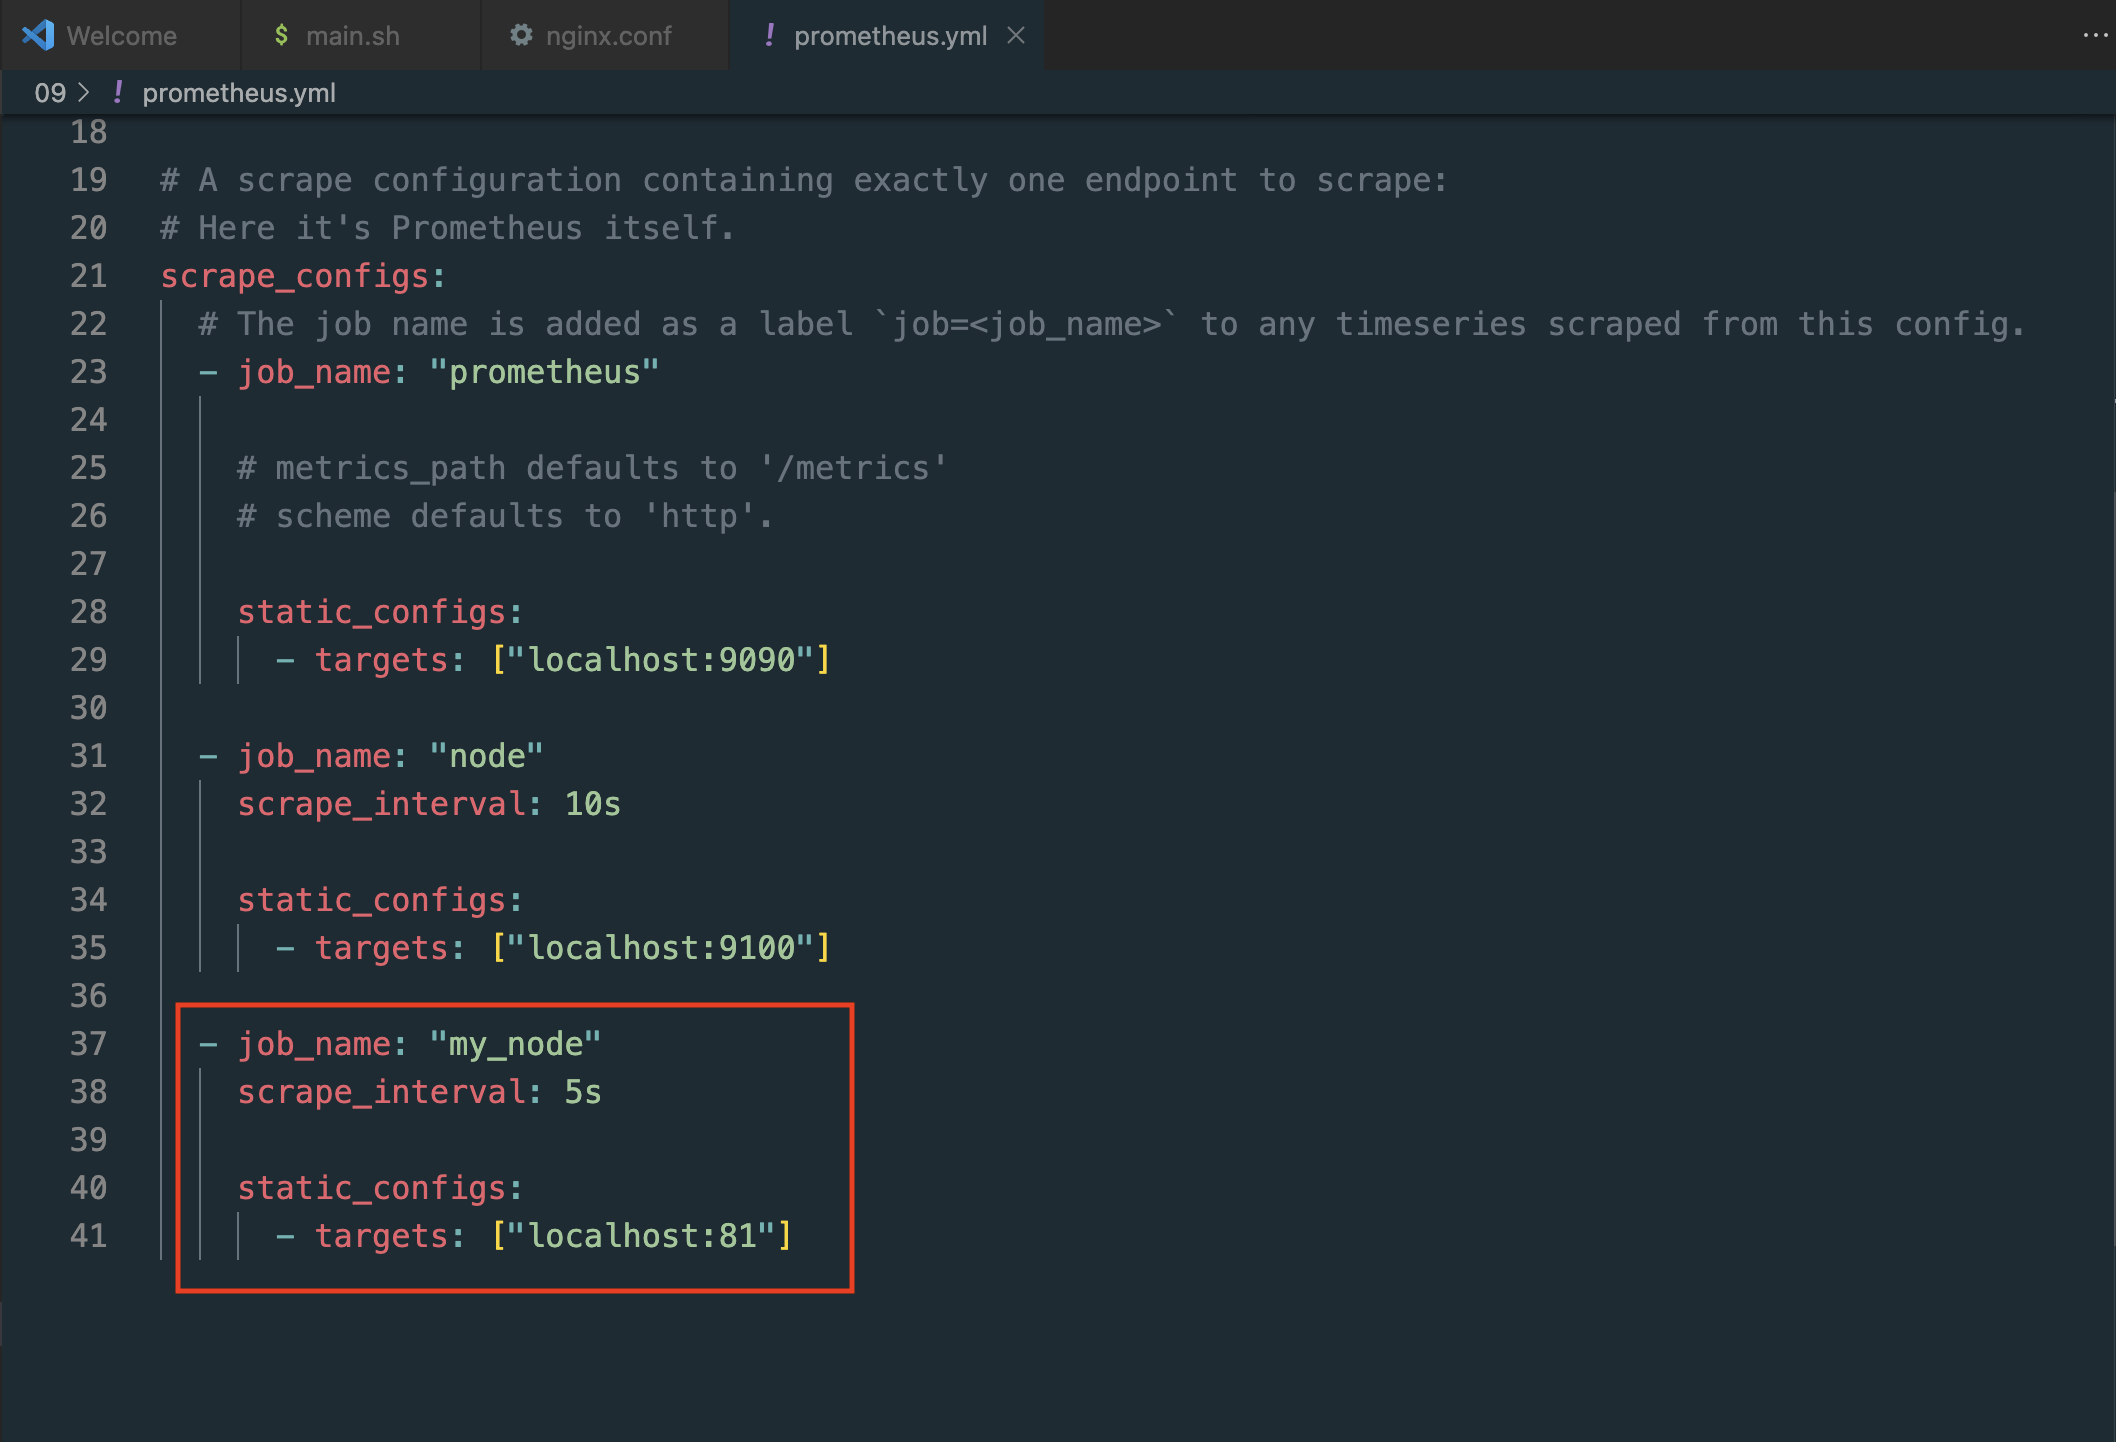 Welcome
$ main.sh
nginx.conf
! prometheus.yml
09 > ! prometheus.yml
18
19 # A scrape configuration containing exactly one endpoint to scrape:
20 # Here it's Prometheus itself.
21 scrape_configs:
22   # The job name is added as a label `job=<job_name>` to any timeseries scraped from this config.
23   - job_name: "prometheus"
24
25     # metrics_path defaults to '/metrics'
26     # scheme defaults to 'http'.
27
28     static_configs:
29       - targets: ["localhost:9090"]
30
31   - job_name: "node"
32     scrape_interval: 10s
33
34     static_configs:
35       - targets: ["localhost:9100"]
36
37   - job_name: "my_node"
38     scrape_interval: 5s
39
40     static_configs:
41       - targets: ["localhost:81"]